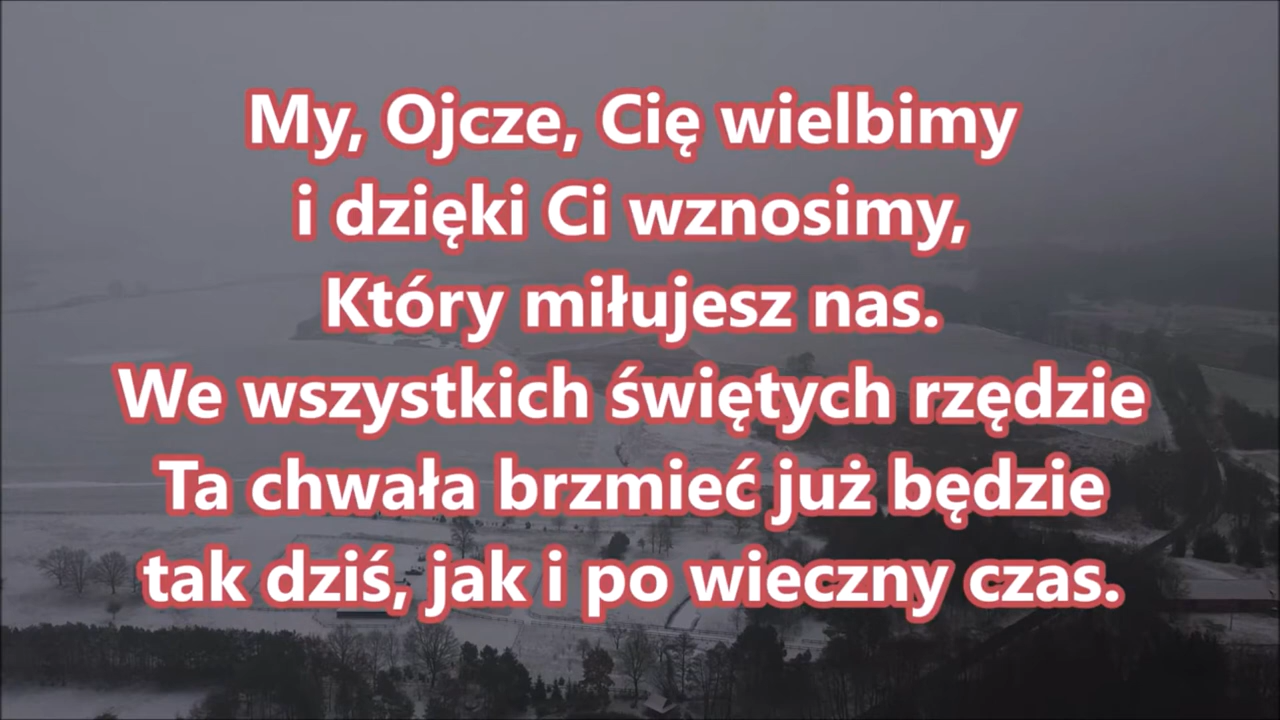 My, Ojcze, Cię wielbimy
i dzięki Ci wznosimy,
Który miłujesz nas.
We wszystkich świętych rzędzie
Ta chwała brzmieć już będzie
tak dziś, jak i po wieczny czas.